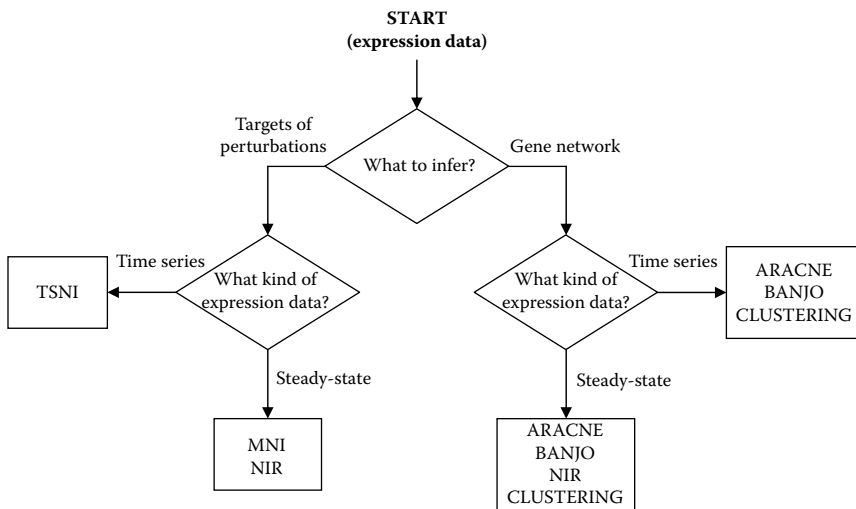 START
(expression data)
Targets of
perturbations
What to infer?
Gene network
Time series
What kind of
expression data?
TSNI
Steady-state
MNI
NIR
What kind of
expression data?
Time series
ARACNE
BANJO
CLUSTERING
Steady-state
ARACNE
BANJO
NIR
CLUSTERING